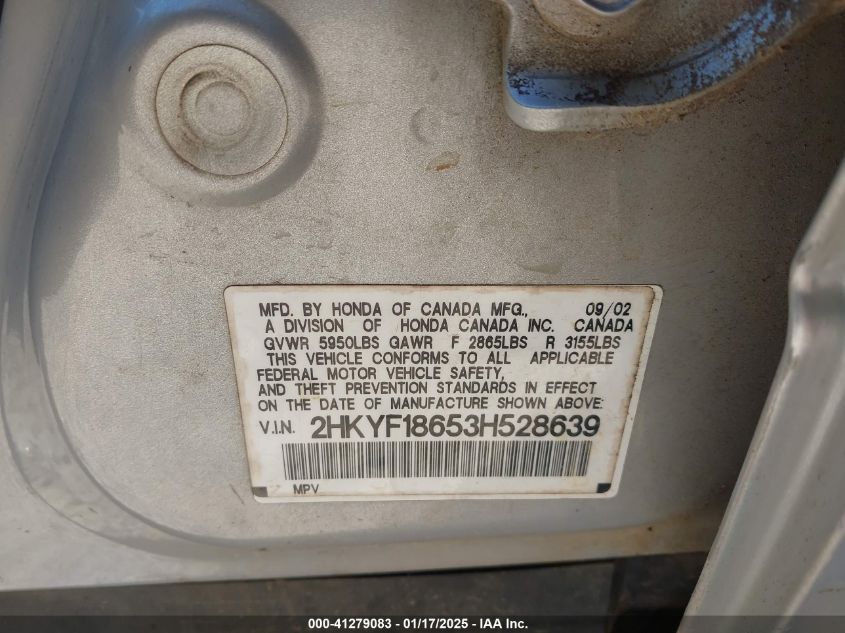 MFD. BY HONDA OF CANADA MFG., 09/02
A DIVISION OF HONDA CANADA INC. CANADA
GVWR 5950LBS GAWR F 2865LBS R 3155LBS
THIS VEHICLE CONFORMS TO ALL APPLICABLE
FEDERAL MOTOR VEHICLE SAFETY,
AND THEFT PREVENTION STANDARDS IN EFFECT
ON THE DATE OF MANUFACTURE SHOWN ABOVE:
V.I.N. 2HKYF18653H528639
MPV
000-41279083 — 01/17/2025 — IAA Inc.